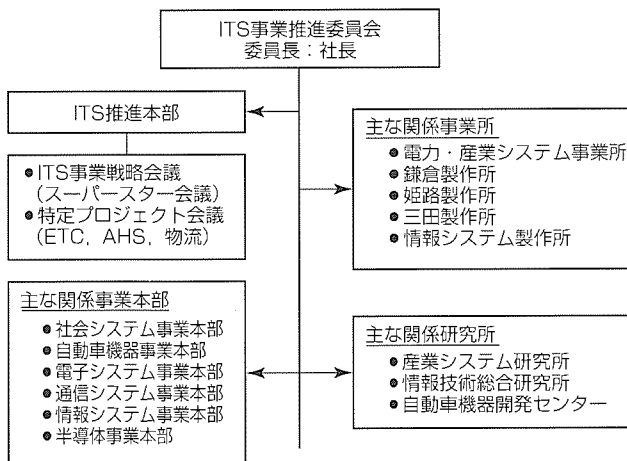 ITS事業推進委員会
委員長：社長
ITS推進本部
●ITS事業戦略会議
(スーパースター会議)
●特定プロジェクト会議
(ETC，AHS，物流)
主な関係事業所
●電力・産業システム事業所
●鎌倉製作所
●姫路製作所
●三田製作所
●情報システム製作所
主な関係事業本部
●社会システム事業本部
●自動車機器事業本部
●電子システム事業本部
●通信システム事業本部
●情報システム事業本部
●半導体事業本部
主な関係研究所
●産業システム研究所
●情報技術総合研究所
●自動車機器開発センター